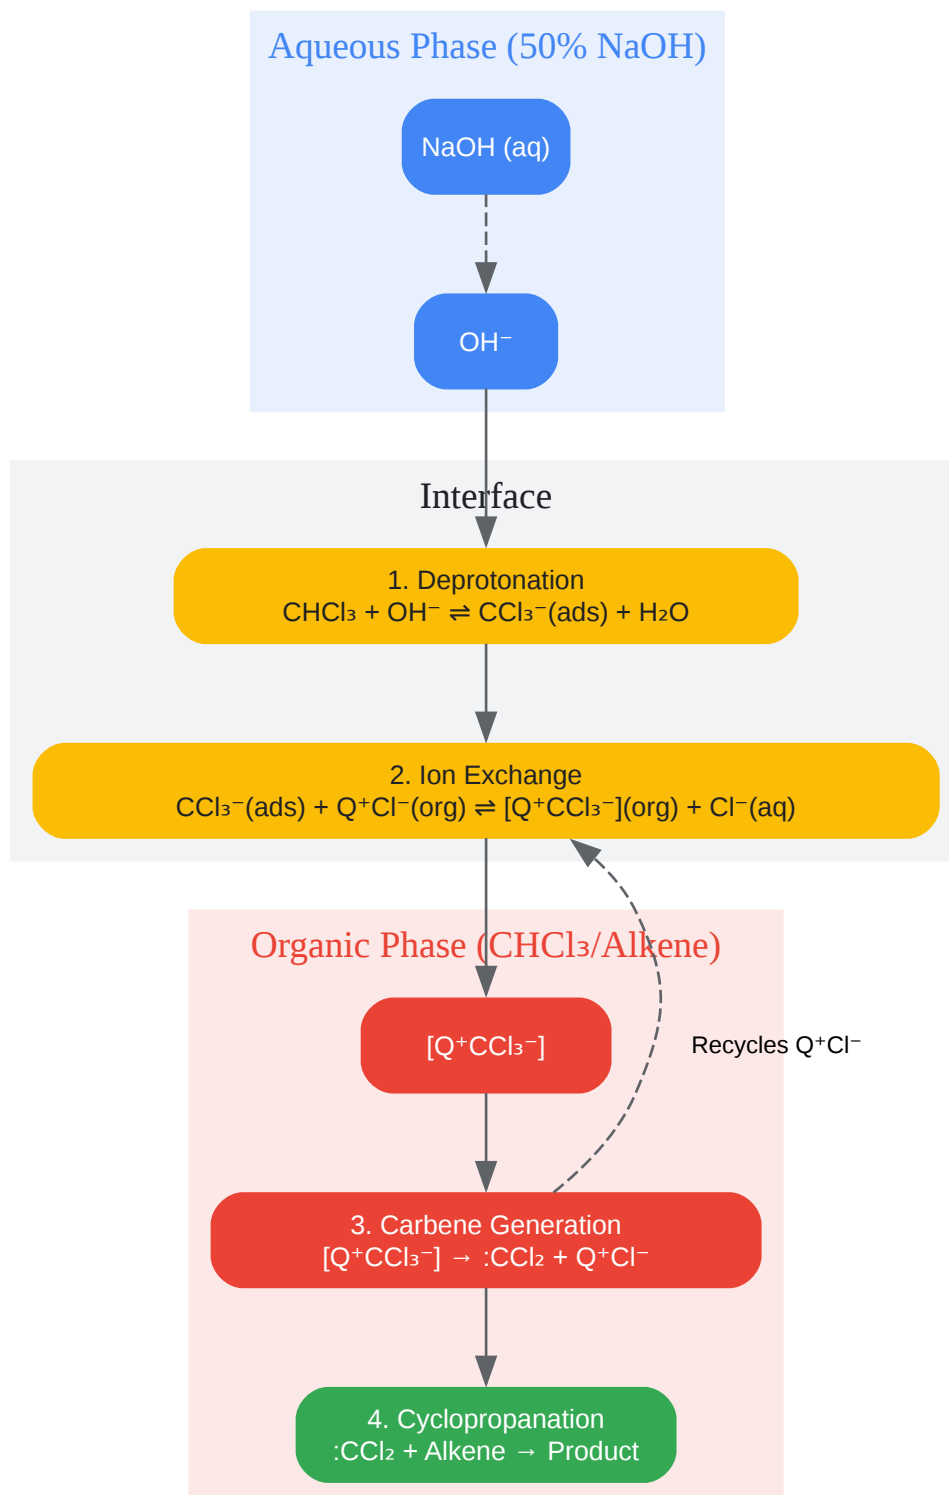 Aqueous Phase (50% NaOH)
NaOH (aq)
OH⁻
Interface
1. Deprotonation
CHCl₃ + OH⁻ ⇌ CCl₃⁻(ads) + H₂O
2. Ion Exchange
CCl₃⁻(ads) + Q⁺Cl⁻(org) ⇌ [Q⁺CCl₃⁻](org) + Cl⁻(aq)
Organic Phase (CHCl₃/Alkene)
[Q⁺CCl₃⁻]
Recycles Q⁺Cl⁻
3. Carbene Generation
[Q⁺CCl₃⁻] → :CCl₂ + Q⁺Cl⁻
4. Cyclopropanation
:CCl₂ + Alkene → Product